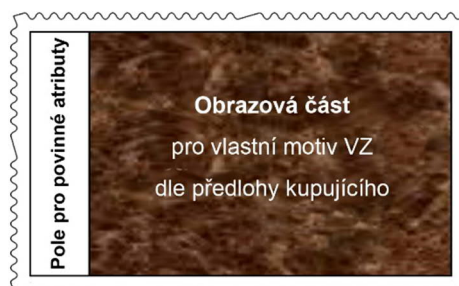 Pole pro povinné atributy
Obrazová část
pro vlastní motiv VZ
dle předlohy kupujícího